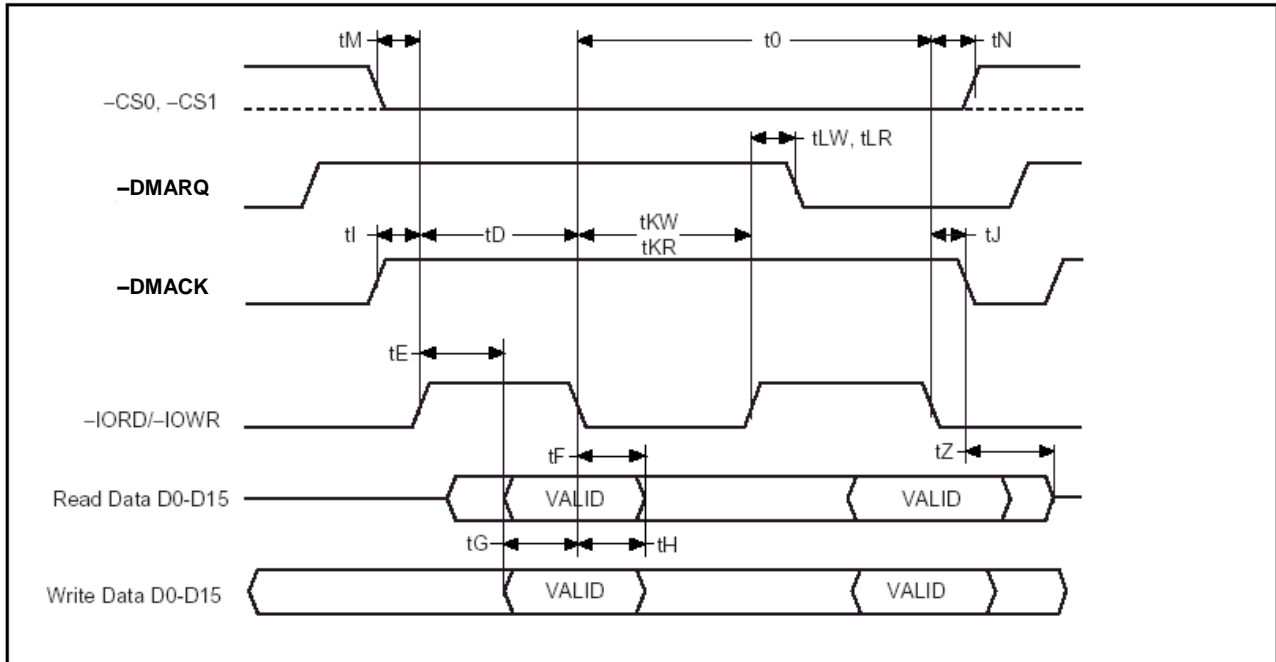 tM
t0
tN
–CS0, –CS1
tLW, tLR
–DMARQ
tI
tD
tKW
tKR
tJ
–DMACK
tE
–IORD/–IOWR
tF
tZ
Read Data D0-D15
VALID
VALID
tG
tH
Write Data D0-D15
VALID
VALID